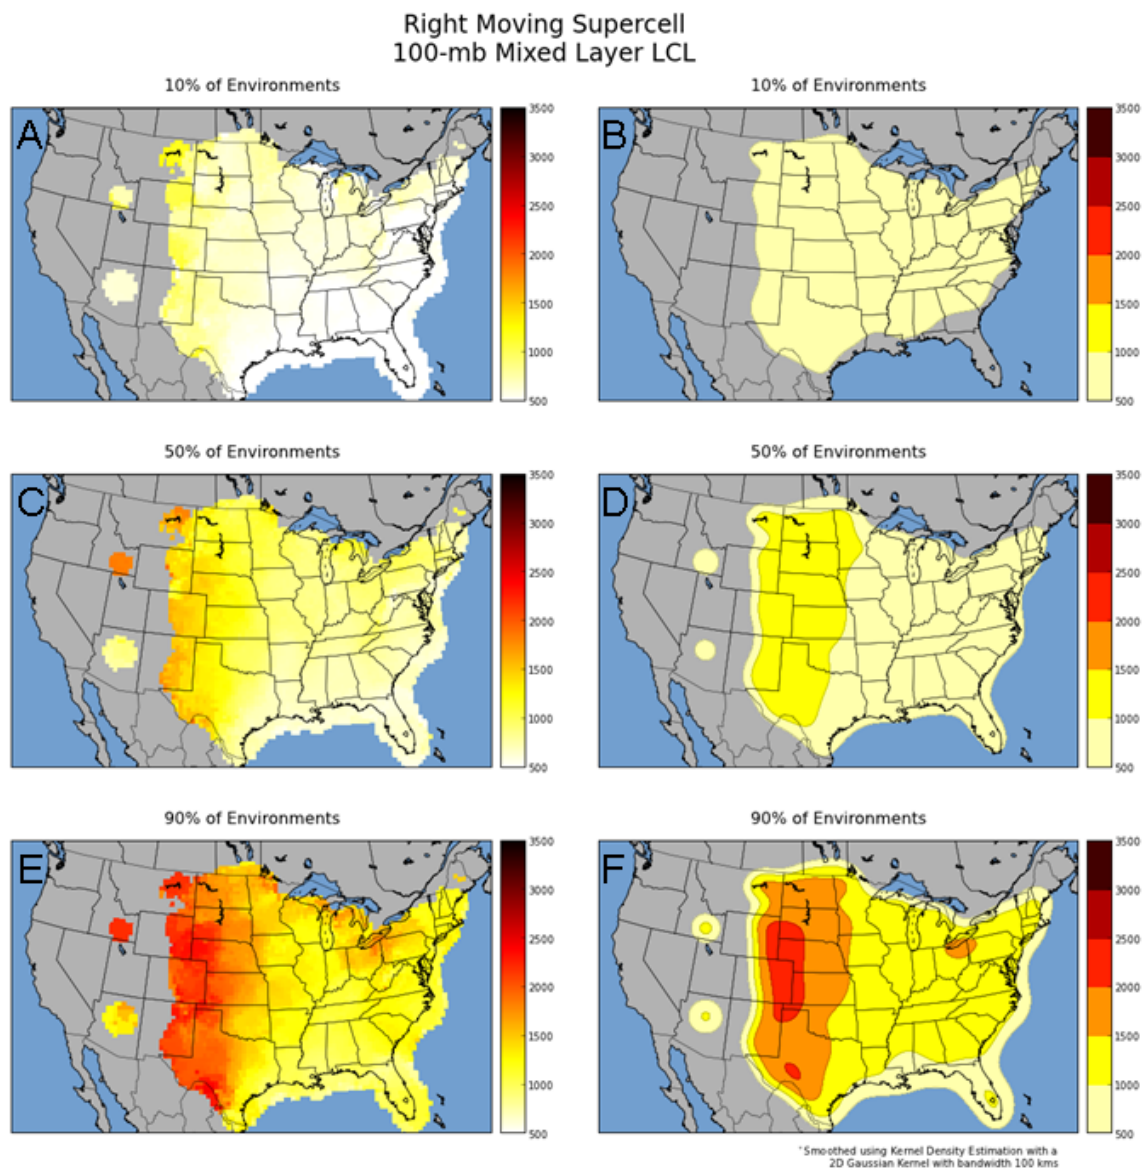 Right Moving Supercell
100-mb Mixed Layer LCL
10% of Environments
10% of Environments
A
3500
3000
2500
2000
1500
1000
500
B
3500
3000
2500
2000
1500
1000
500
50% of Environments
50% of Environments
C
3500
3000
2500
2000
1500
1000
500
D
3500
3000
2500
2000
1500
1000
500
90% of Environments
90% of Environments
E
3500
3000
2500
2000
1500
1000
500
F
3500
3000
2500
2000
1500
1000
500
*Smoothed using Kernel Density Estimation with a
2D Gaussian Kernel with bandwidth 100 kms